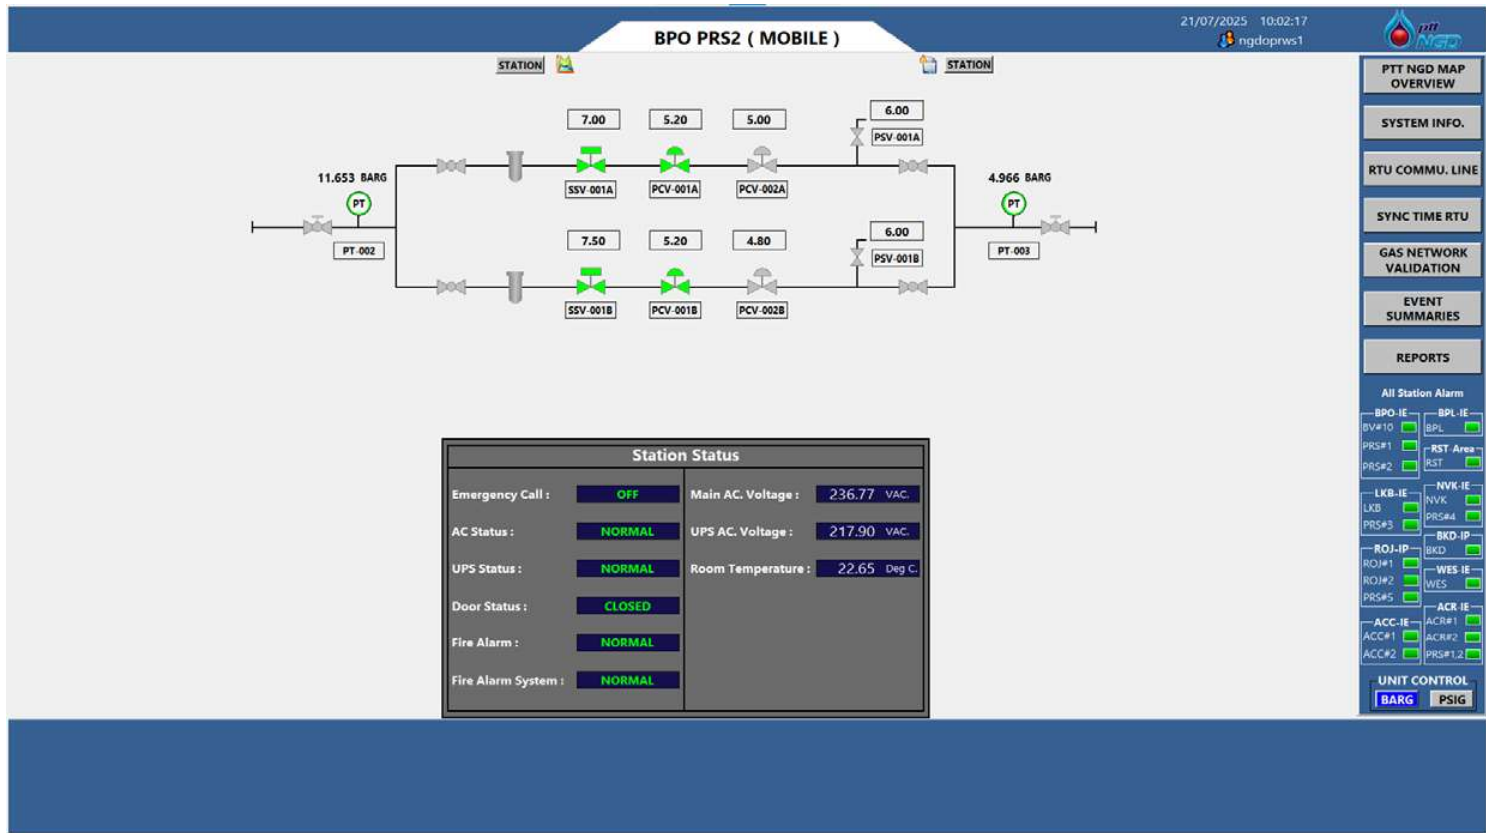 BPO PRS2 ( MOBILE )
21/07/2025 10:02:17
ngdoprws1
ptt
NGD
STATION
STATION
7.00 5.20 5.00 6.00
PSV-001A
SSV-001A PCV-001A PCV-002A
11.653 BARG
PT
PT-002
4.966 BARG
PT
PT-003
7.50 5.20 4.80 6.00
PSV-001B
SSV-001B PCV-001B PCV-002B
Station Status
Emergency Call : OFF
AC Status : NORMAL
UPS Status : NORMAL
Door Status : CLOSED
Fire Alarm : NORMAL
Fire Alarm System : NORMAL
Main AC. Voltage : 236.77 VAC.
UPS AC. Voltage : 217.90 VAC.
Room Temperature : 22.65 Deg C.
PTT NGD MAP
OVERVIEW
SYSTEM INFO.
RTU COMMU. LINE
SYNC TIME RTU
GAS NETWORK
VALIDATION
EVENT
SUMMARIES
REPORTS
All Station Alarm
BPO-IE
BV#10
PRS#1
PRS#2
BPL-IE
BPL
RST-Area
RST
LKB-IE
LKB
PRS#3
NVK-IE
NVK
PRS#4
BKD-IP
BKD
ROJ-IP
ROJ#1
ROJ#2
PRS#5
WES-IE
WES
ACC-IE
ACC#1
ACC#2
ACR-IE
ACR#1
ACR#2
PRS#1,2
UNIT CONTROL
BARG PSIG